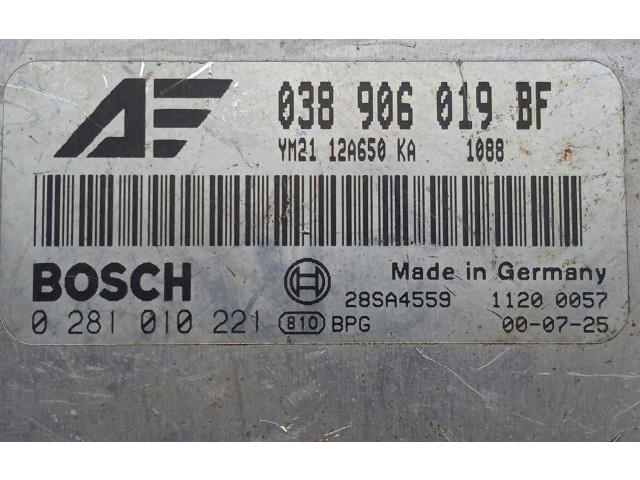 AE 038 906 019 BF
YM21 12A650 KA 1088
BOSCH Made in Germany
28SA4559 1120 0057
0 281 010 221 810 BPG 00-07-25